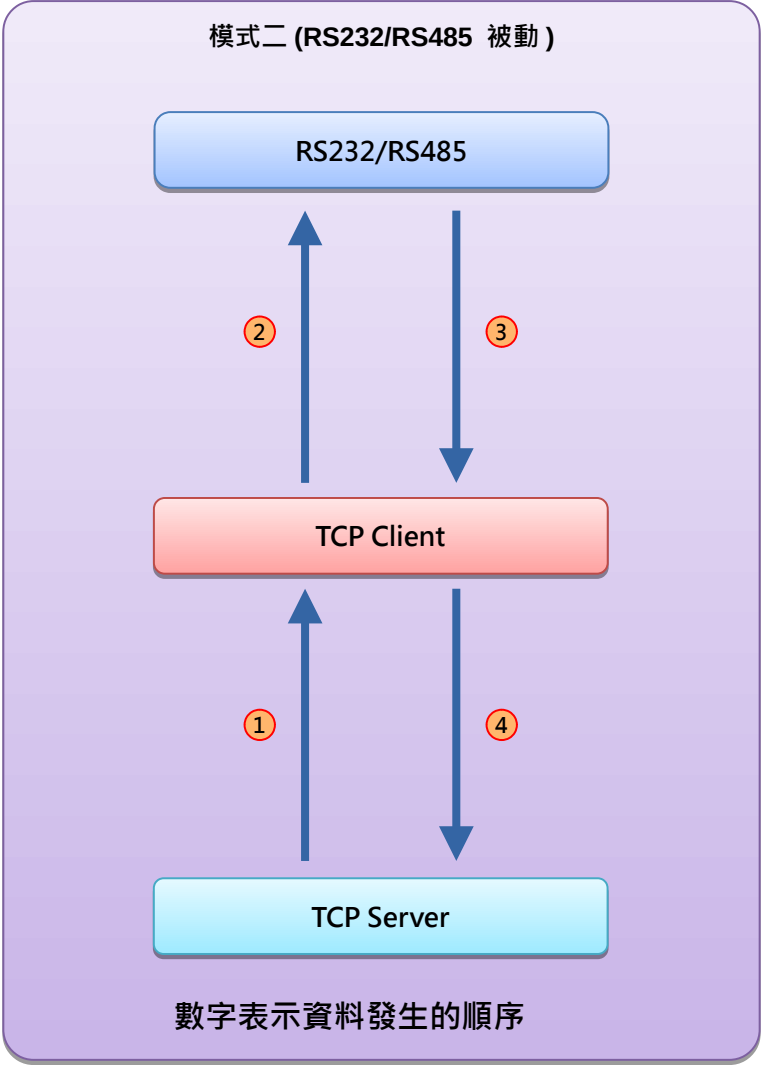 模式二 (RS232/RS485 被動 )
RS232/RS485
2
3
TCP Client
1
4
TCP Server
數字表示資料發生的順序